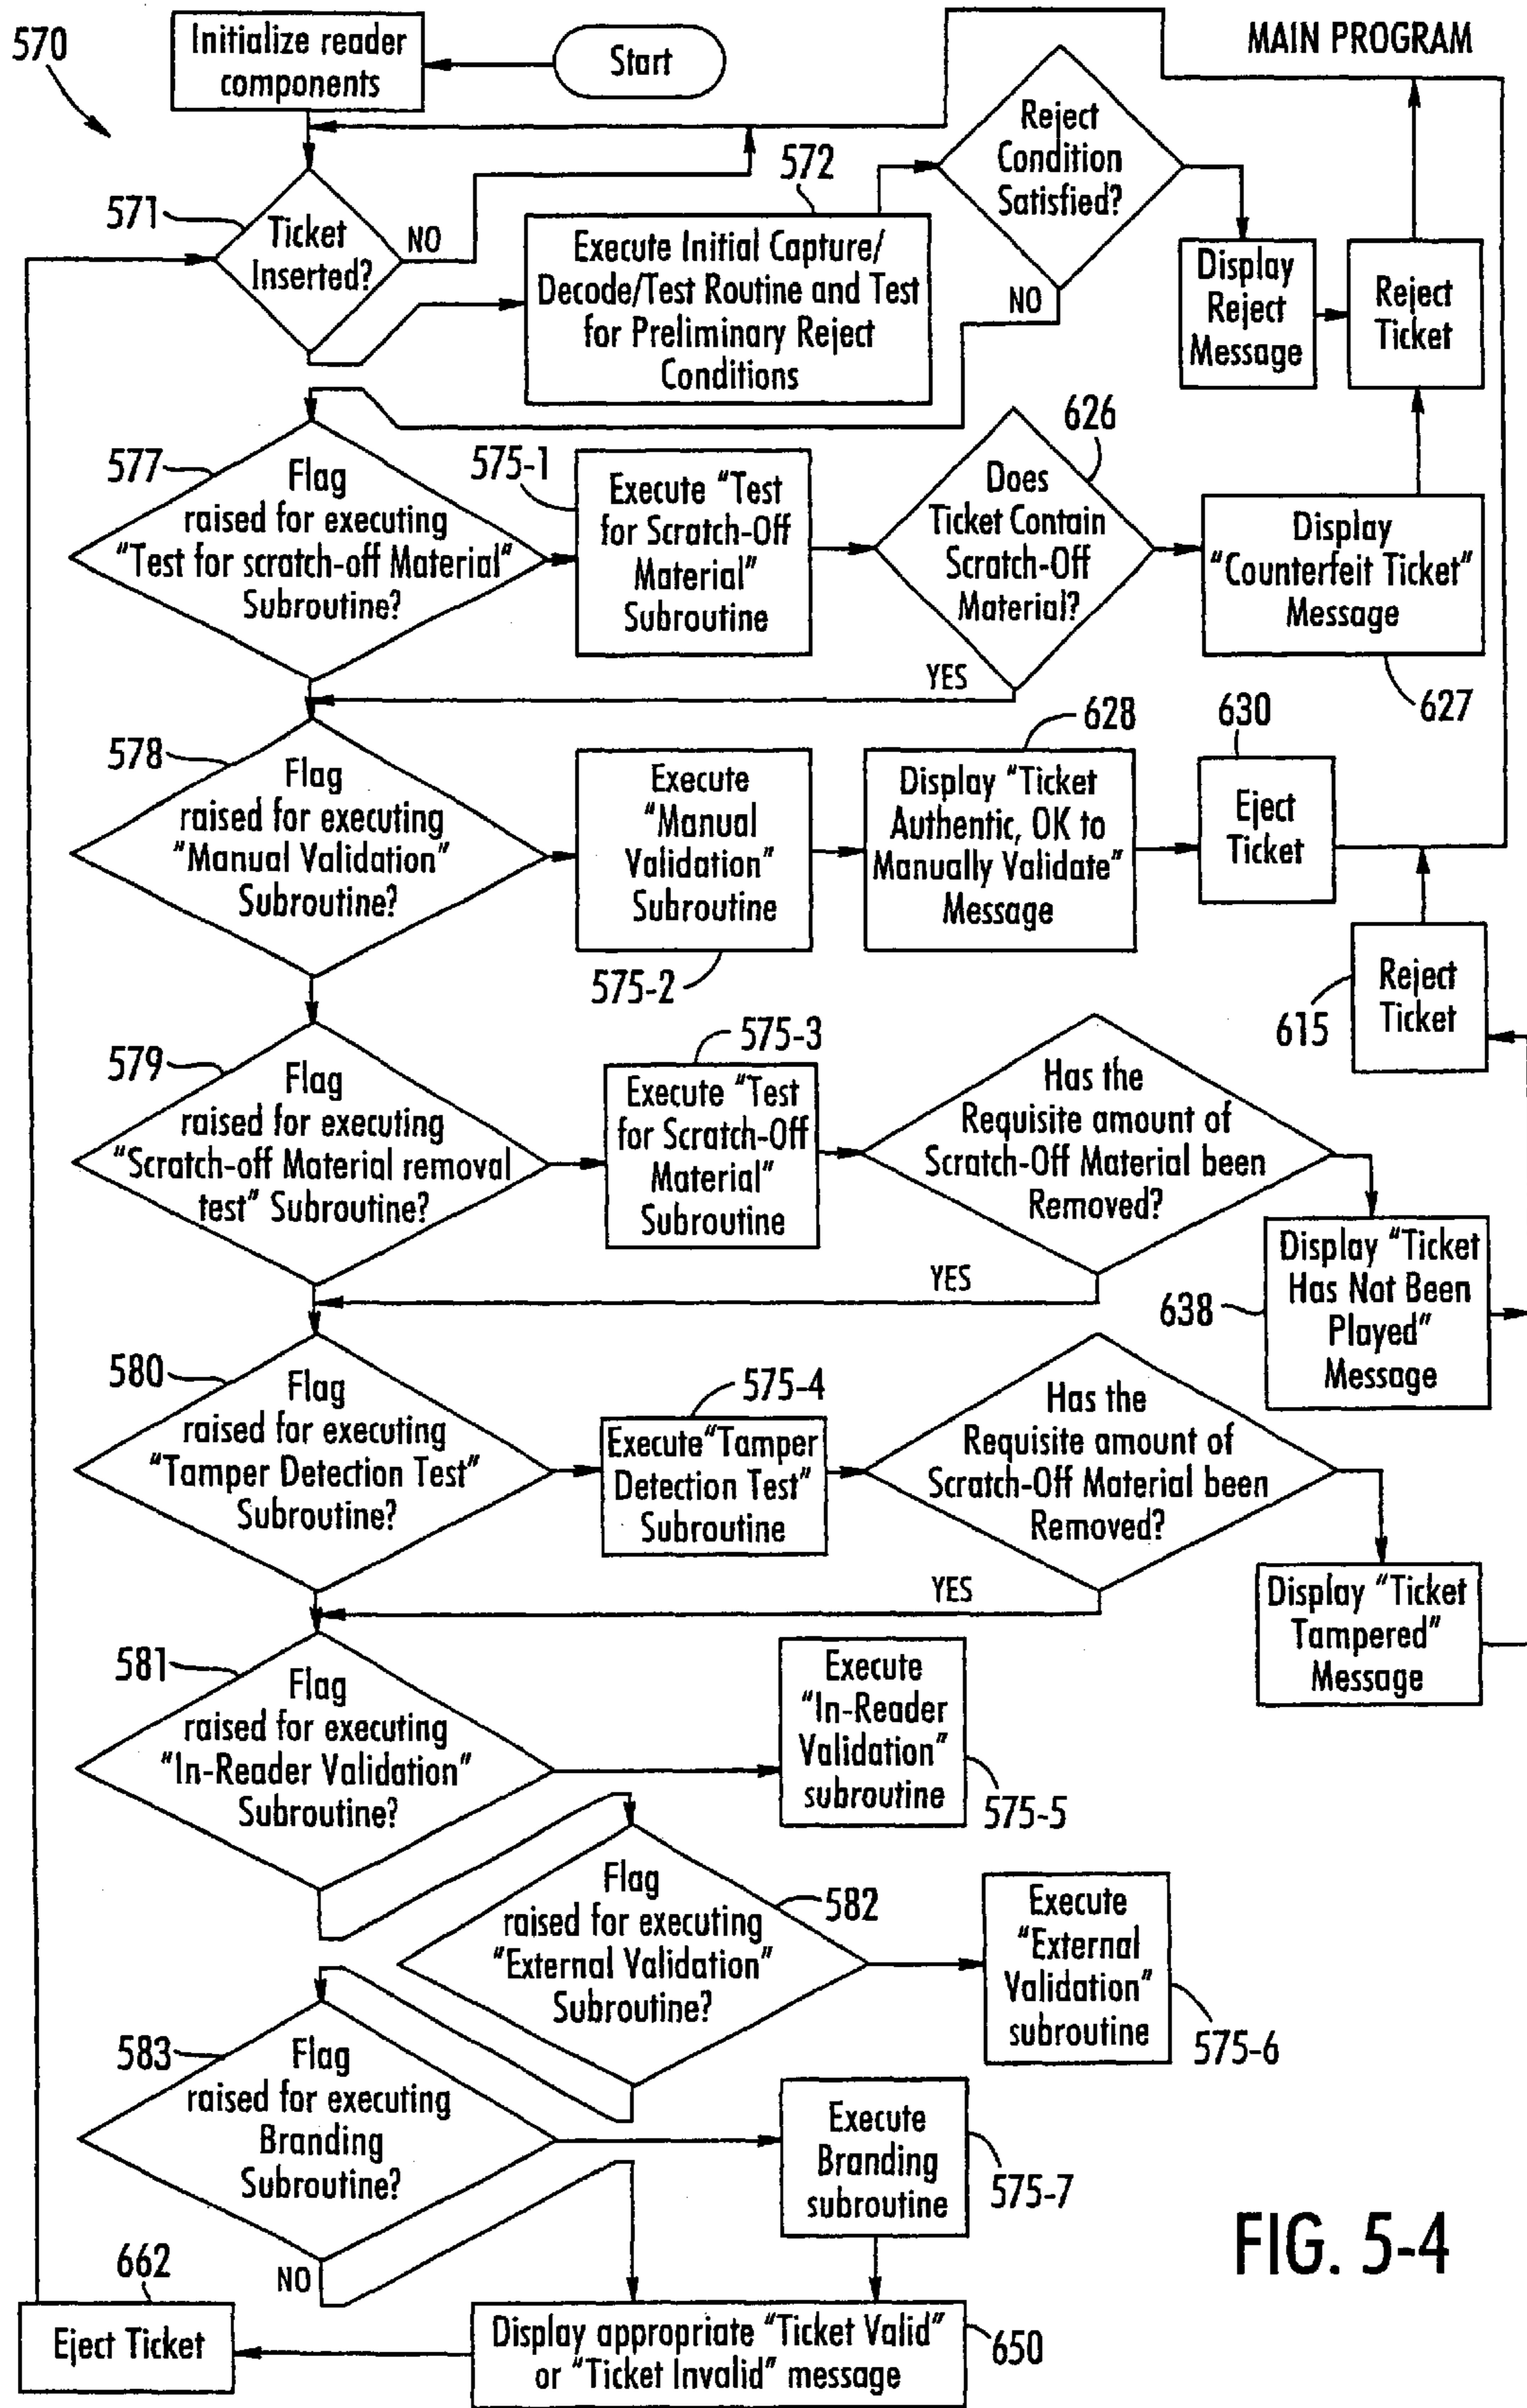 570
Initialize reader
components
Start
MAIN PROGRAM
571
Ticket
Inserted?
NO
572
Execute Initial Capture/
Decode/Test Routine and Test
for Preliminary Reject
Conditions
Reject
Condition
Satisfied?
NO
Display
Reject
Message
Reject
Ticket
577
Flag
raised for executing
"Test for scratch-off Material"
Subroutine?
575-1
Execute "Test
for Scratch-Off
Material"
Subroutine
626
Does
Ticket Contain
Scratch-Off
Material?
YES
Display
"Counterfeit Ticket"
Message
627
578
Flag
raised for executing
"Manual Validation"
Subroutine?
Execute
"Manual
Validation"
Subroutine
575-2
628
Display "Ticket
Authentic, OK to
Manually Validate"
Message
630
Eject
Ticket
615
Reject
Ticket
579
Flag
raised for executing
"Scratch-off Material removal
test" Subroutine?
575-3
Execute "Test
for Scratch-Off
Material"
Subroutine
Has the
Requisite amount of
Scratch-Off Material been
Removed?
YES
638
Display "Ticket
Has Not Been
Played"
Message
580
Flag
raised for executing
"Tamper Detection Test"
Subroutine?
575-4
Execute "Tamper
Detection Test"
Subroutine
Has the
Requisite amount of
Scratch-Off Material been
Removed?
YES
Display "Ticket
Tampered"
Message
581
Flag
raised for executing
"In-Reader Validation"
Subroutine?
Execute
"In-Reader
Validation"
subroutine
575-5
Flag
raised for executing
"External Validation"
Subroutine?
582
Execute
"External
Validation"
subroutine
575-6
583
Flag
raised for executing
Branding
Subroutine?
NO
Execute
Branding
subroutine
575-7
662
Eject Ticket
Display appropriate "Ticket Valid"
or "Ticket Invalid" message
650
FIG. 5-4